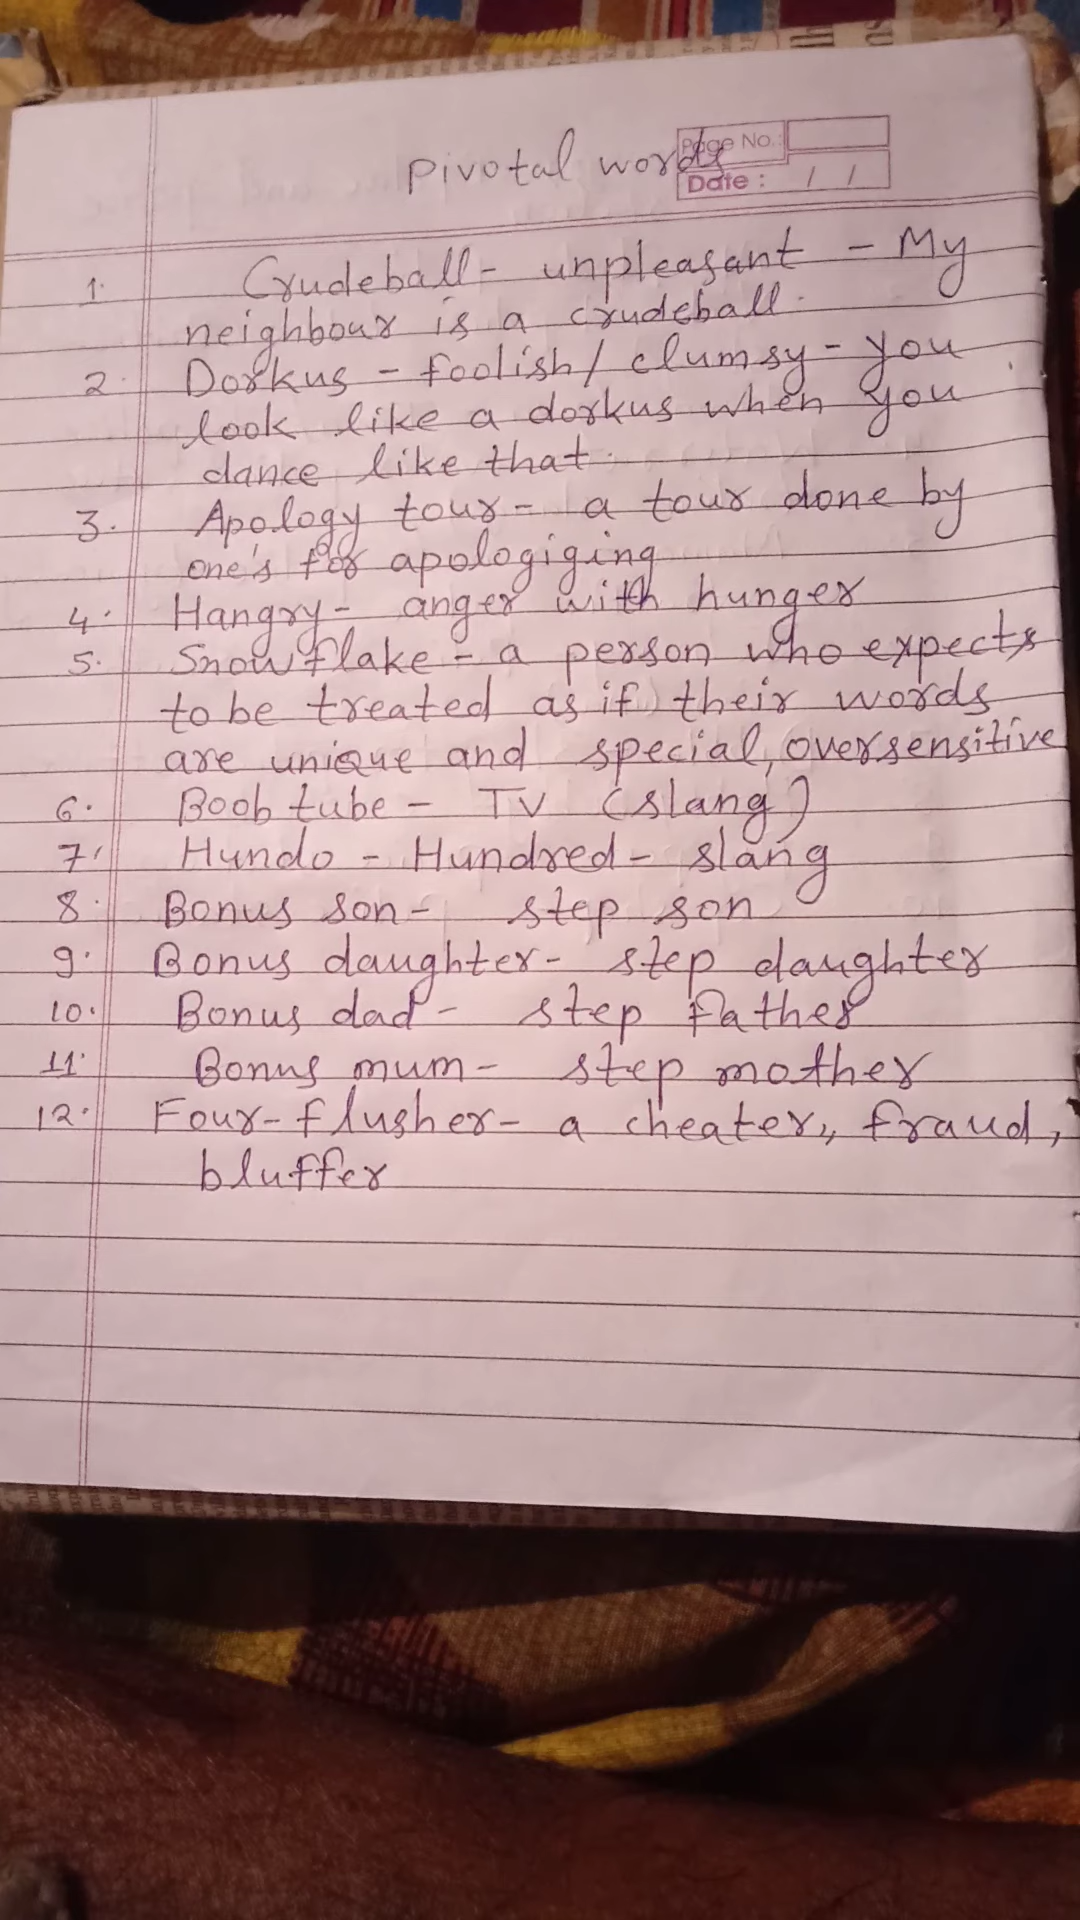 Pivotal words
Page No.:
Date : / /
1. Crudeball - unpleasant - My
neighbour is a crudeball.
2. Dorkus - foolish / clumsy - you
look like a dorkus when you
dance like that.
3. Apology tour - a tour done by
one's for apologiging
4. Hangry - anger with hunger
5. Snowflake - a person who expects
to be treated as if their words
are unique and special, oversensitive
6. Boob tube - TV (slang)
7. Hundo - Hundred - slang
8. Bonus son - step son
9. Bonus daughter - step daughter
10. Bonus dad - step father
11. Bonus mum - step mother
12. Four-flusher - a cheater,, fraud,
bluffer